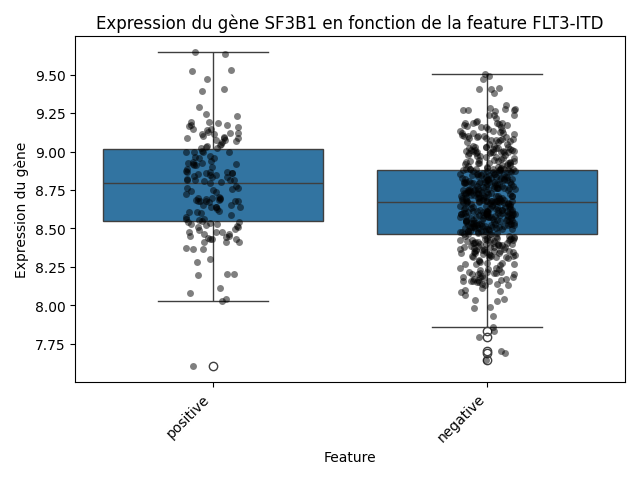 Expression du gène SF3B1 en fonction de la feature FLT3-ITD
Expression du gène
9.50
9.25
9.00
8.75
8.50
8.25
8.00
7.75
positive
negative
Feature